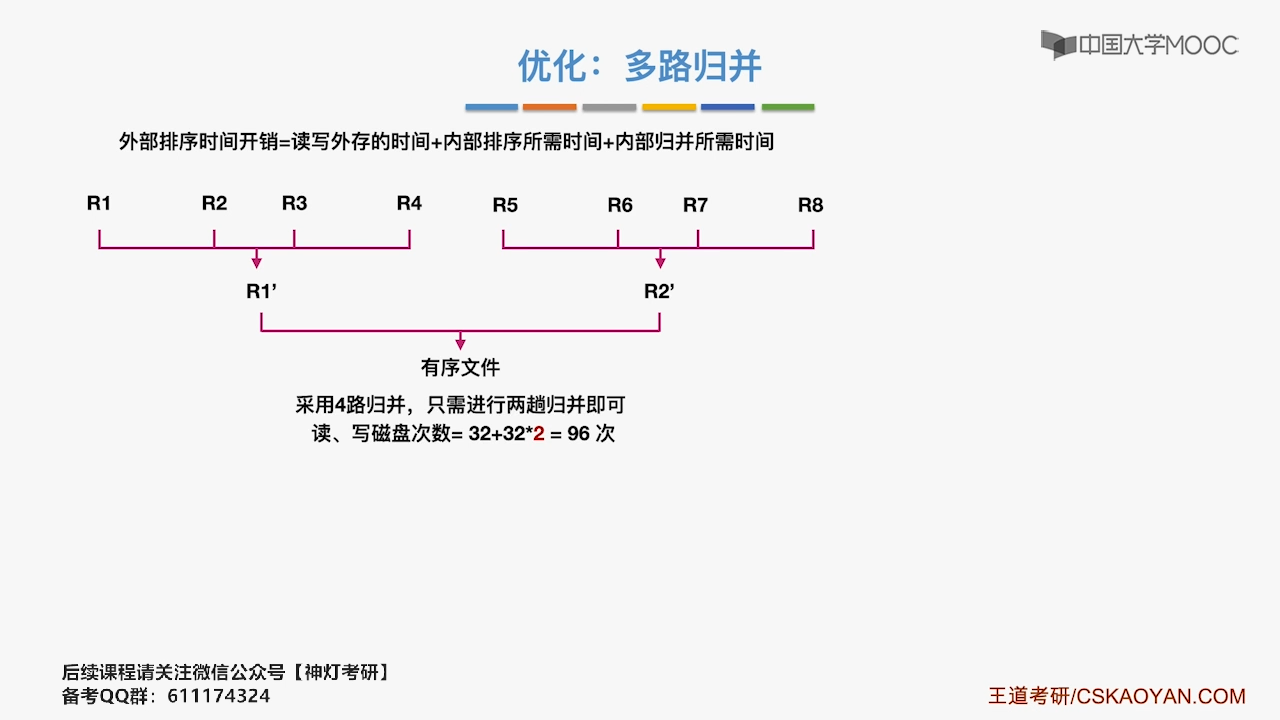 中国大学MOOC
优化：多路归并
外部排序时间开销=读写外存的时间+内部排序所需时间+内部归并所需时间
R1 R2 R3 R4 R5 R6 R7 R8
R1’ R2’
有序文件
采用4路归并，只需进行两趟归并即可
读、写磁盘次数= 32+32*2 = 96 次
后续课程请关注微信公众号【神灯考研】
备考QQ群：611174324
王道考研/CSKAOYAN.COM